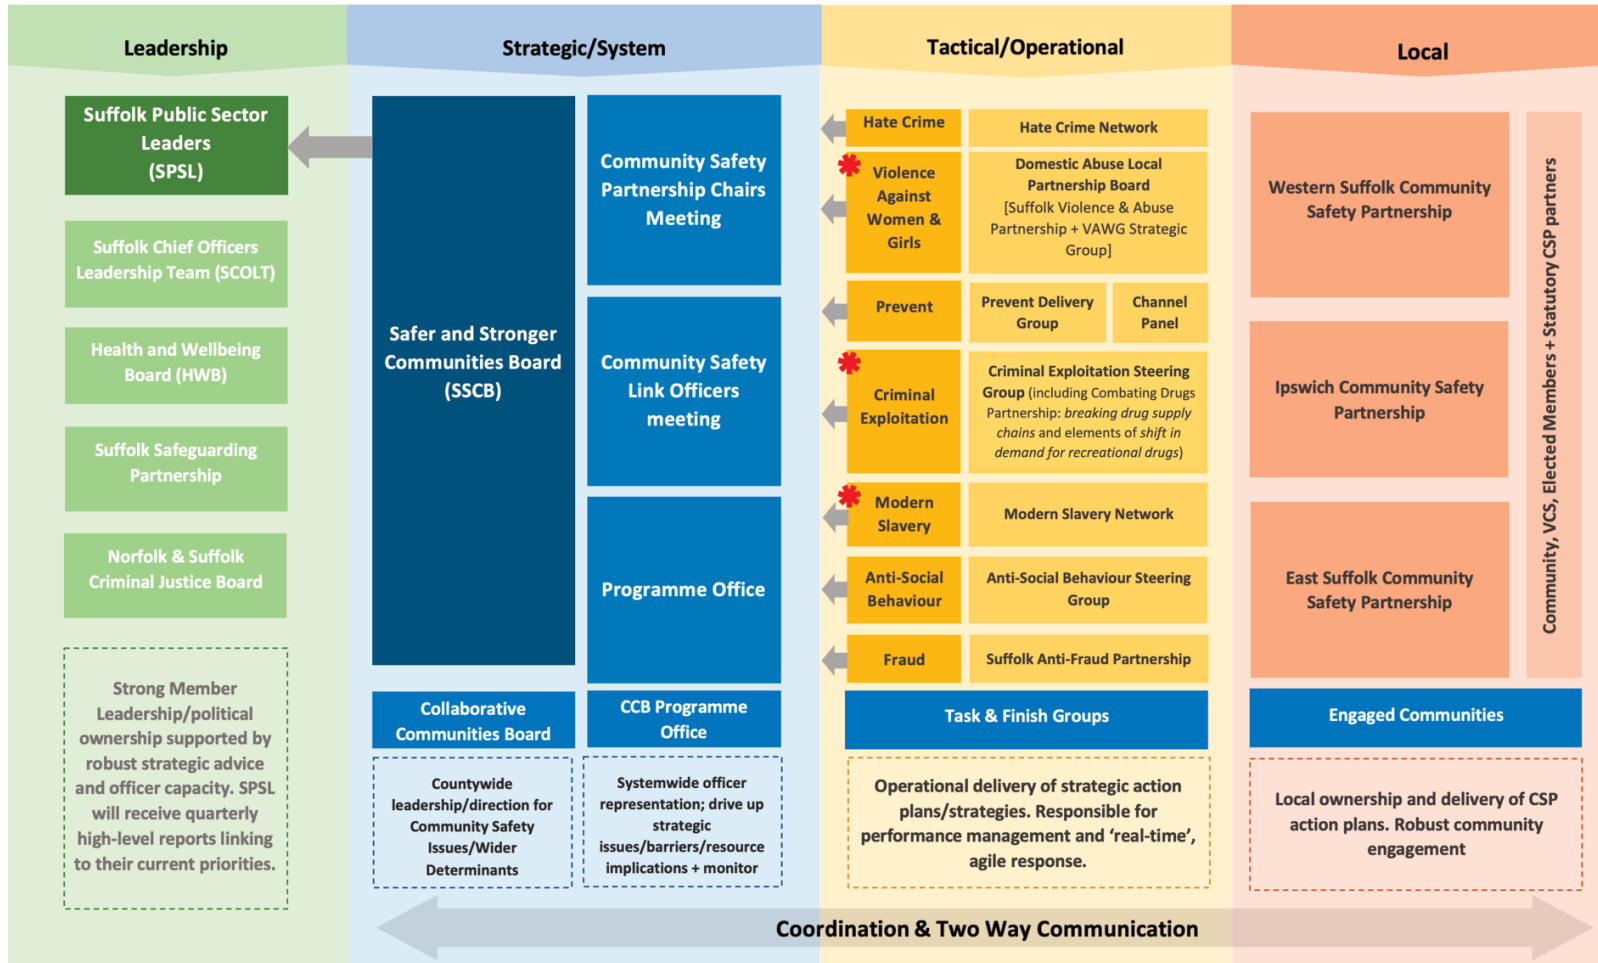 Leadership
Suffolk Public Sector
Leaders
(SPSL)
Suffolk Chief Officers
Leadership Team (SCOLT)
Health and Wellbeing
Board (HWB)
Suffolk Safeguarding
Partnership
Norfolk & Suffolk
Criminal Justice Board
Strong Member
Leadership/political
ownership supported by
robust strategic advice
and officer capacity. SPSL
will receive quarterly
high-level reports linking
to their current priorities.
Strategic/System
Safer and Stronger
Communities Board
(SSCB)
Community Safety
Partnership Chairs
Meeting
Community Safety
Link Officers
meeting
Programme Office
Collaborative
Communities Board
CCB Programme
Office
Countywide
leadership/direction for
Community Safety
Issues/Wider
Determinants
Systemwide officer
representation; drive up
strategic
issues/barriers/resource
implications + monitor
Tactical/Operational
Hate Crime
Hate Crime Network
Violence
Against
Women &
Girls
Domestic Abuse Local
Partnership Board
[Suffolk Violence & Abuse
Partnership + VAWG Strategic
Group]
Prevent
Prevent Delivery
Group
Channel
Panel
Criminal
Exploitation
Criminal Exploitation Steering
Group (including Combating Drugs
Partnership: breaking drug supply
chains and elements of shift in
demand for recreational drugs)
Modern
Slavery
Modern Slavery Network
Anti-Social
Behaviour
Anti-Social Behaviour Steering
Group
Fraud
Suffolk Anti-Fraud Partnership
Task & Finish Groups
Operational delivery of strategic action
plans/strategies. Responsible for
performance management and ‘real-time’,
agile response.
Local
Western Suffolk Community
Safety Partnership
Ipswich Community Safety
Partnership
East Suffolk Community
Safety Partnership
Community, VCS, Elected Members + Statutory CSP partners
Engaged Communities
Local ownership and delivery of CSP
action plans. Robust community
engagement
Coordination & Two Way Communication